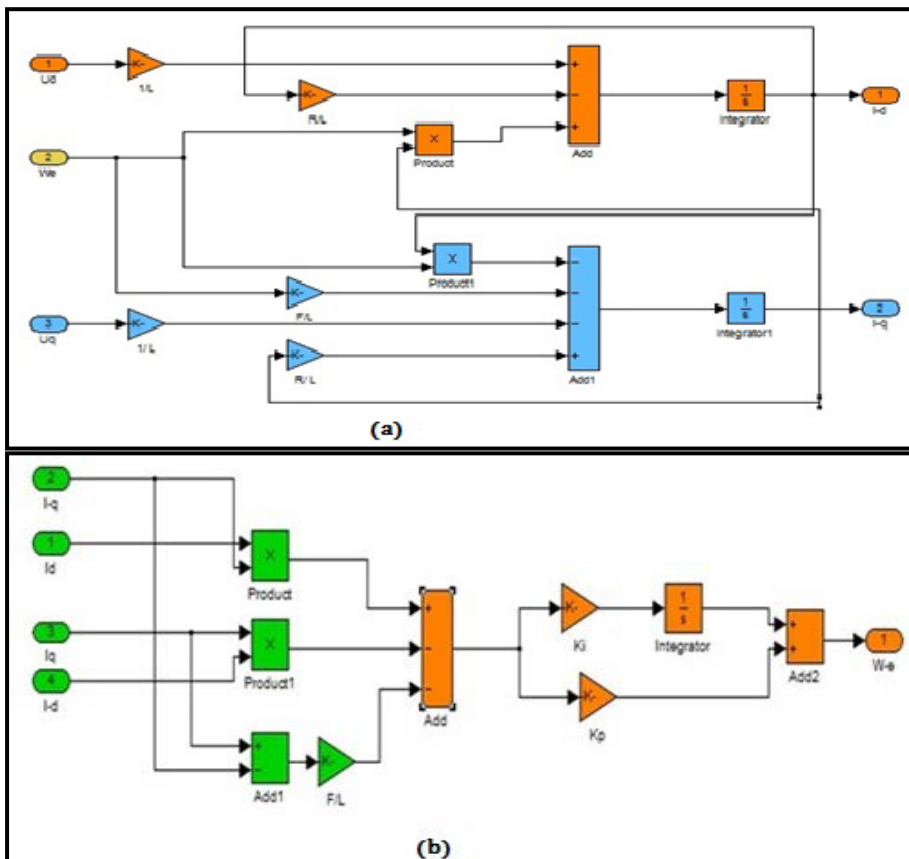 1
Ud
K-
1/L
K-
R/L
+
−
+
Add
1
s
Integrator
1
I-d
2
We
X
Product
X
Product1
K-
F/L
3
Uq
K-
1/ L
K-
R/ L
−
−
−
+
Add1
1
s
Integrator1
2
I-q
(a)
2
I-q
1
Id
X
Product
3
Iq
4
I-d
X
Product1
+
−
Add1
K-
F/L
+
−
−
Add
K-
Ki
1
s
Integrator
K-
Kp
+
+
Add2
1
W-e
(b)